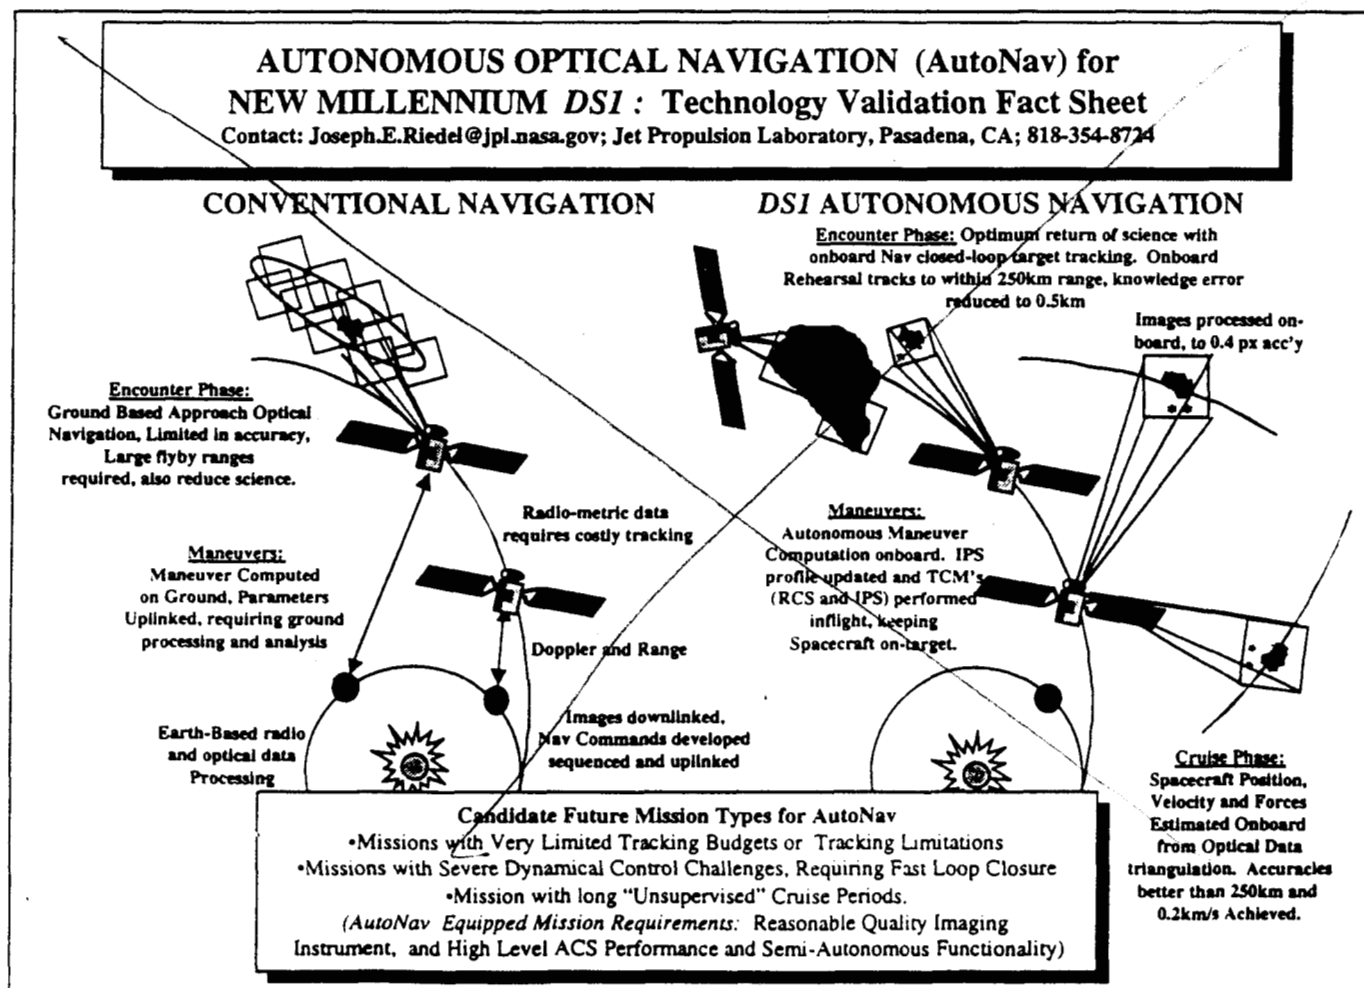 AUTONOMOUS OPTICAL NAVIGATION (AutoNav) for
NEW MILLENNIUM DS1 : Technology Validation Fact Sheet
Contact: Joseph.E.Riedel@jpl.nasa.gov; Jet Propulsion Laboratory, Pasadena, CA; 818-354-8724
CONVENTIONAL NAVIGATION
Encounter Phase:
Ground Based Approach Optical
Navigation, Limited in accuracy,
Large flyby ranges
required, also reduce science.
Radio-metric data
requires costly tracking
Maneuvers:
Maneuver Computed
on Ground, Parameters
Uplinked, requiring ground
processing and analysis
Doppler and Range
Earth-Based radio
and optical data
Processing
Images downlinked,
Nav Commands developed
sequenced and uplinked
DS1 AUTONOMOUS NAVIGATION
Encounter Phase: Optimum return of science with
onboard Nav closed-loop target tracking. Onboard
Rehearsal tracks to within 250km range, knowledge error
reduced to 0.5km
Images processed on-
board, to 0.4 px acc'y
Maneuvers:
Autonomous Maneuver
Computation onboard. IPS
profile updated and TCM's
(RCS and IPS) performed
inflight, keeping
Spacecraft on-target.
Cruise Phase:
Spacecraft Position,
Velocity and Forces
Estimated Onboard
from Optical Data
triangulation. Accuracies
better than 250km and
0.2km/s Achieved.
Candidate Future Mission Types for AutoNav
•Missions with Very Limited Tracking Budgets or Tracking Limitations
•Missions with Severe Dynamical Control Challenges, Requiring Fast Loop Closure
•Mission with long "Unsupervised" Cruise Periods.
(AutoNav Equipped Mission Requirements: Reasonable Quality Imaging
Instrument, and High Level ACS Performance and Semi-Autonomous Functionality)